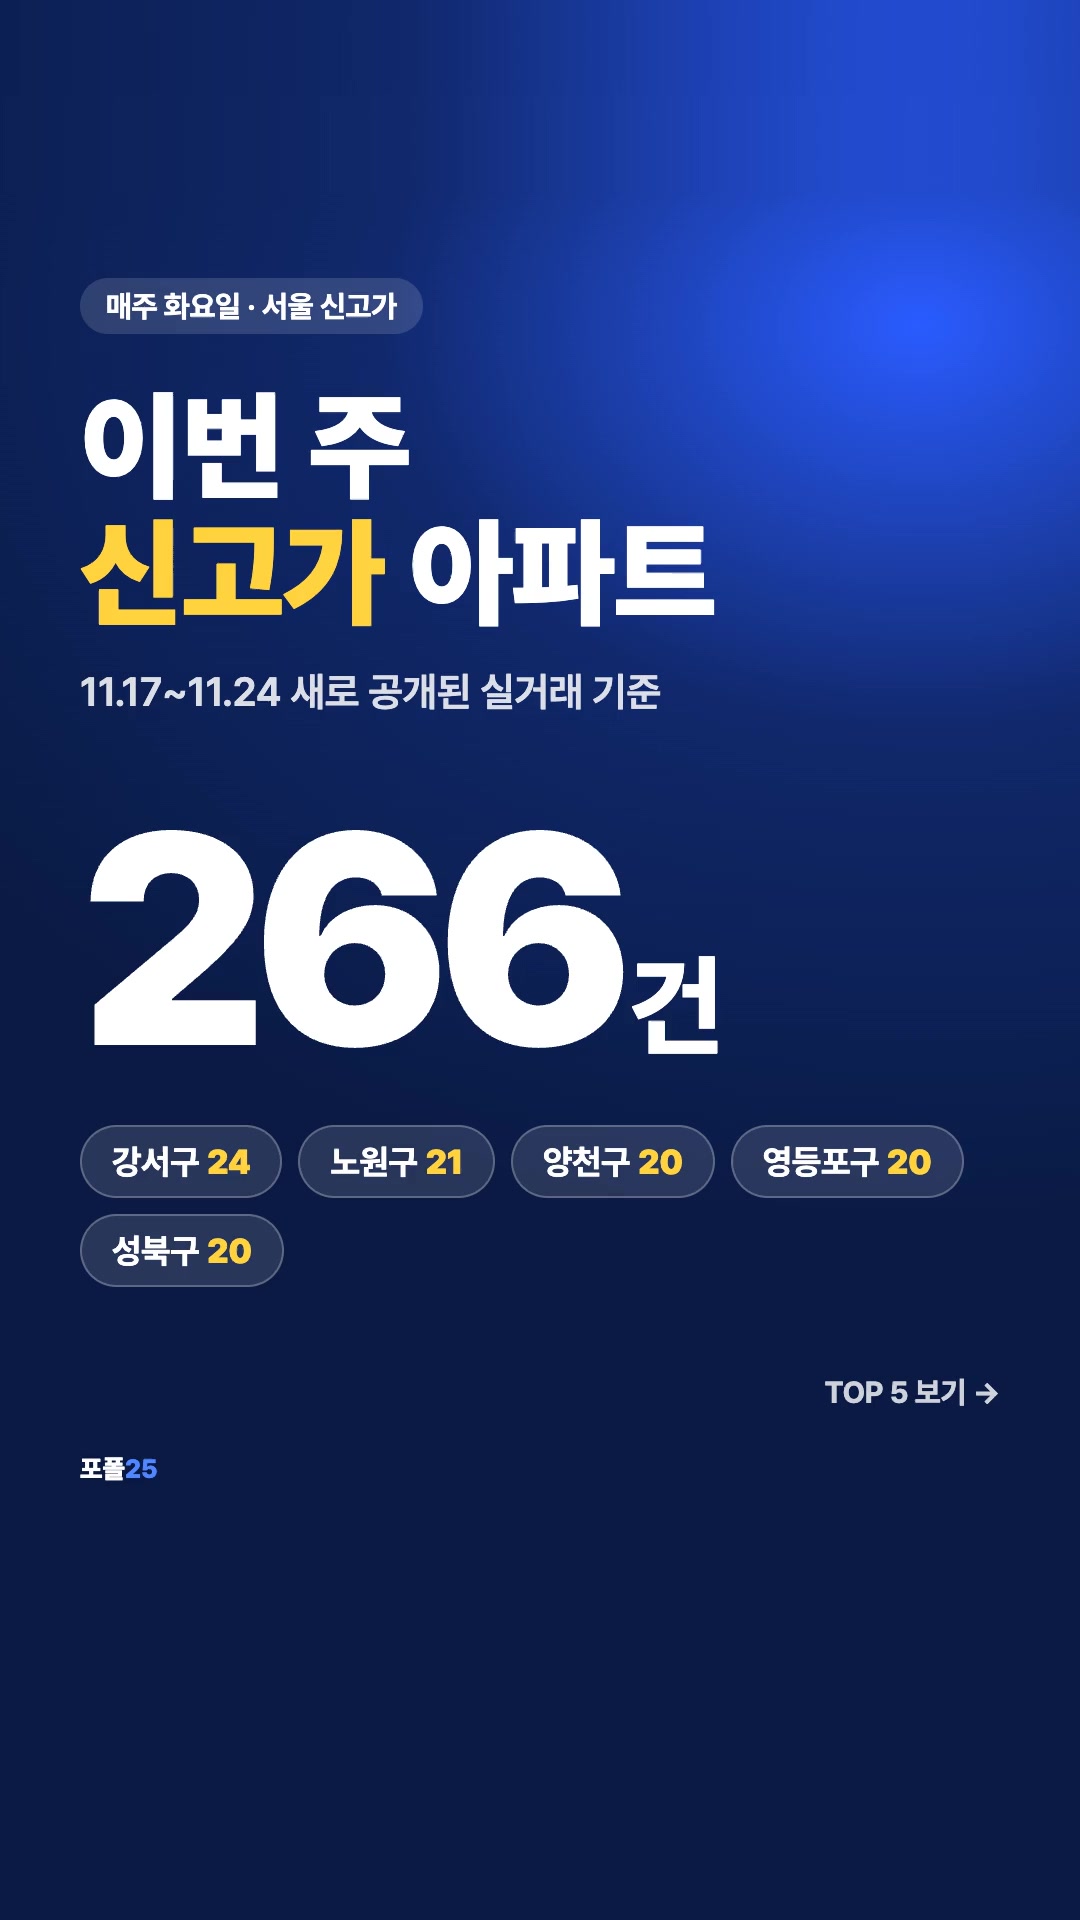 매주 화요일 · 서울 신고가
이번 주
신고가 아파트
11.17~11.24 새로 공개된 실거래 기준
266건
강서구 24 노원구 21 양천구 20 영등포구 20
성북구 20
TOP 5 보기 →
포폴25